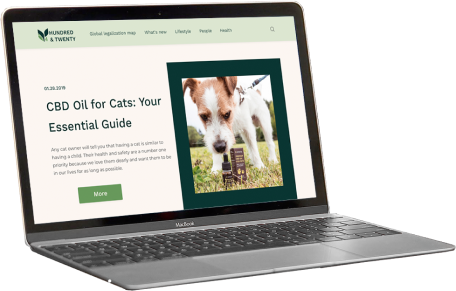 HUNDRED
& TWENTY
Global legalization map What's new Lifestyle People Health
01.28.2019
CBD Oil for Cats: Your
Essential Guide
Any cat owner will tell you that having a cat is similar to
having a child. Their health and safety are a number one
priority because we love them dearly and want them to be
in our lives for as long as possible.
More
MacBook